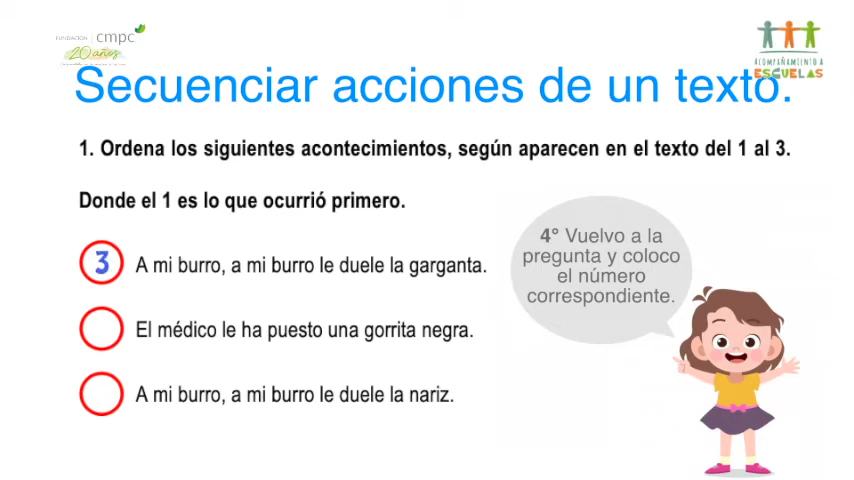 FUNDACIÓN | cmpc
20 años
ACOMPAÑAMIENTO A
ESCUELAS
Secuenciar acciones de un texto.
1. Ordena los siguientes acontecimientos, según aparecen en el texto del 1 al 3.
Donde el 1 es lo que ocurrió primero.
4° Vuelvo a la
pregunta y coloco
el número
correspondiente.
3 A mi burro, a mi burro le duele la garganta.
El médico le ha puesto una gorrita negra.
A mi burro, a mi burro le duele la nariz.